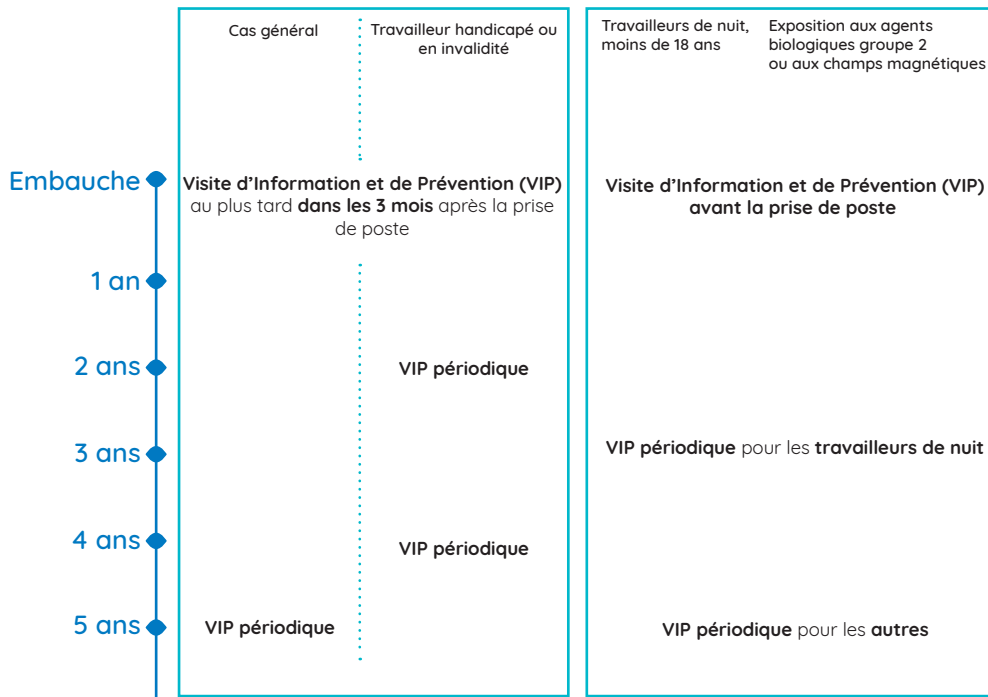 Cas général
Travailleur handicapé ou
en invalidité
Travailleurs de nuit,
moins de 18 ans
Exposition aux agents
biologiques groupe 2
ou aux champs magnétiques
Embauche
Visite d’Information et de Prévention (VIP)
au plus tard dans les 3 mois après la prise
de poste
Visite d’Information et de Prévention (VIP)
avant la prise de poste
1 an
2 ans
VIP périodique
3 ans
VIP périodique pour les travailleurs de nuit
4 ans
VIP périodique
5 ans
VIP périodique
VIP périodique pour les autres